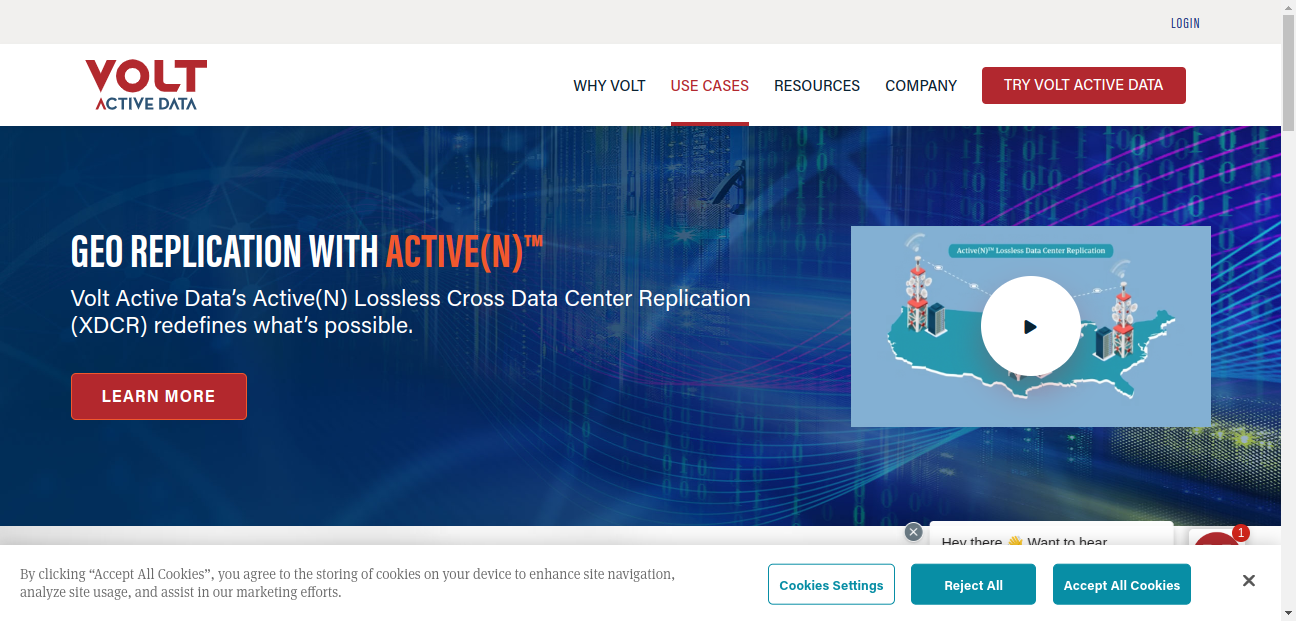 LOGIN
VOLT
ACTIVE DATA
WHY VOLT
USE CASES
RESOURCES
COMPANY
TRY VOLT ACTIVE DATA
GEO REPLICATION WITH ACTIVE(N)™
Volt Active Data's Active(N) Lossless Cross Data Center Replication
(XDCR) redefines what's possible.
LEARN MORE
Active(N)™ Lossless Data Center Replication
Hey there 👋 Want to hear
1
By clicking “Accept All Cookies”, you agree to the storing of cookies on your device to enhance site navigation,
analyze site usage, and assist in our marketing efforts.
Cookies Settings
Reject All
Accept All Cookies